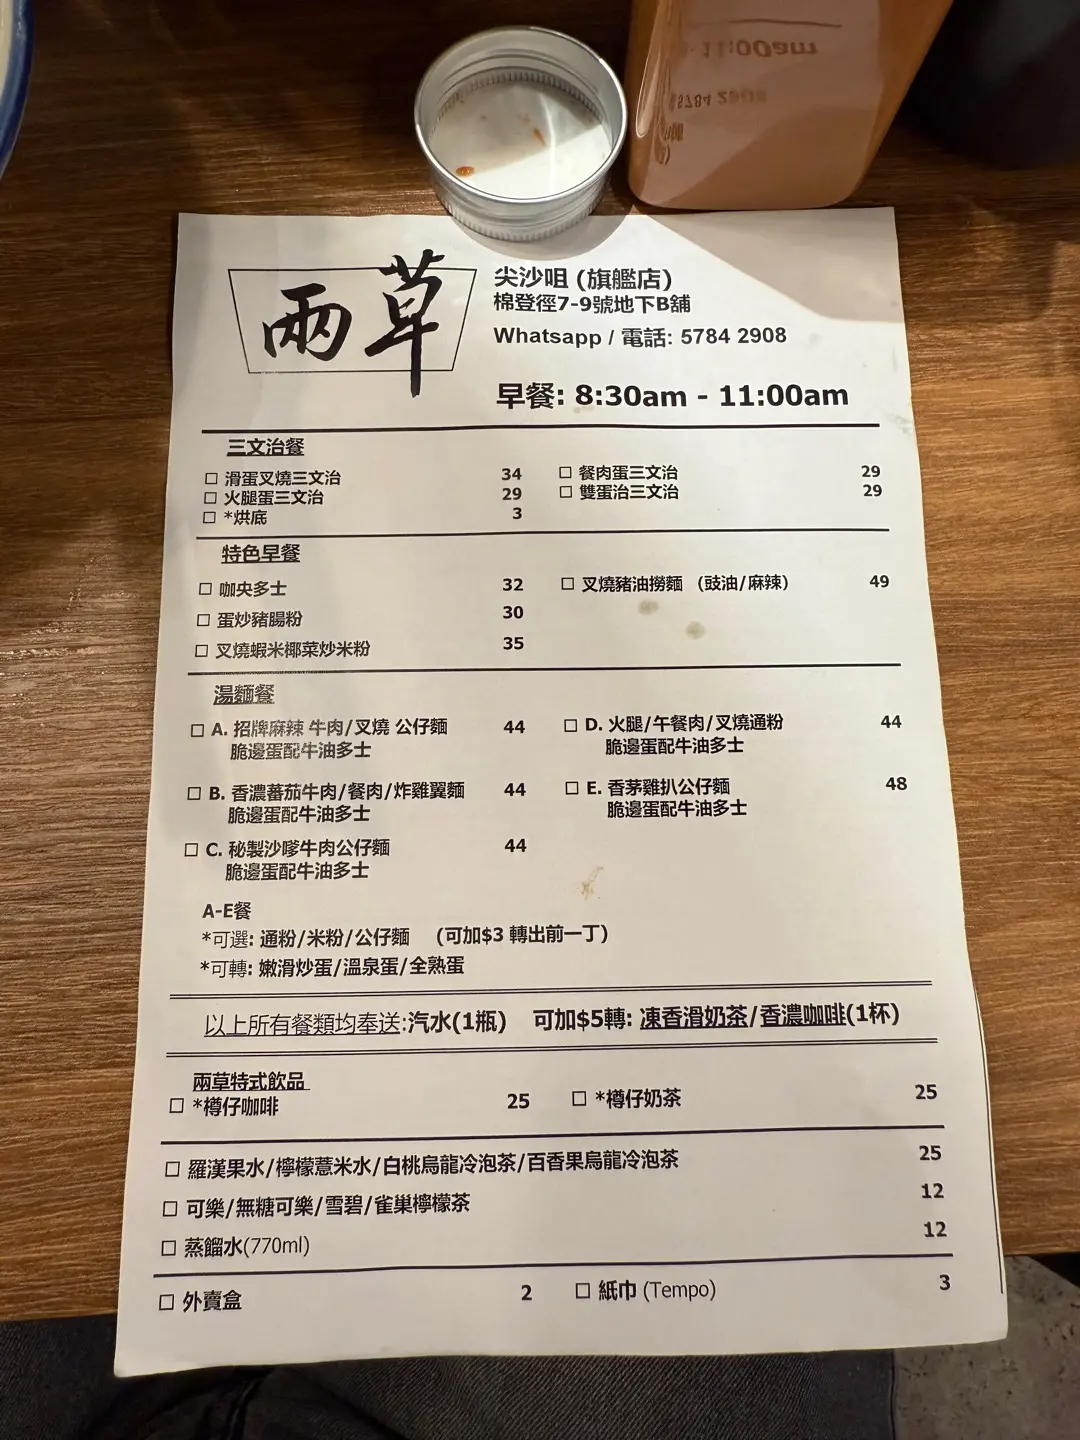 兩草
尖沙咀 (旗艦店)
棉登徑7-9號地下B舖
Whatsapp / 電話: 5784 2908
早餐: 8:30am - 11:00am
三文治餐
□ 滑蛋叉燒三文治 34 □ 餐肉蛋三文治 29
□ 火腿蛋三文治 29 □ 雙蛋治三文治 29
□ *烘底 3
特色早餐
□ 咖央多士 32 □ 叉燒豬油撈麵 （豉油/麻辣） 49
□ 蛋炒豬腸粉 30
□ 叉燒蝦米椰菜炒米粉 35
湯麵餐
□ A. 招牌麻辣 牛肉/叉燒 公仔麵 44 □ D. 火腿/午餐肉/叉燒通粉 44
脆邊蛋配牛油多士 脆邊蛋配牛油多士
□ B. 香濃蕃茄牛肉/餐肉/炸雞翼麵 44 □ E. 香茅雞扒公仔麵 48
脆邊蛋配牛油多士 脆邊蛋配牛油多士
□ C. 秘製沙嗲牛肉公仔麵 44
脆邊蛋配牛油多士
A-E餐
*可選: 通粉/米粉/公仔麵 (可加$3 轉出前一丁)
*可轉: 嫩滑炒蛋/溫泉蛋/全熟蛋
以上所有餐類均奉送:汽水(1瓶) 可加$5轉: 凍香滑奶茶/香濃咖啡(1杯)
兩草特式飲品
□ *樽仔咖啡 25 □ *樽仔奶茶 25
□ 羅漢果水/檸檬薏米水/白桃烏龍冷泡茶/百香果烏龍冷泡茶 25
□ 可樂/無糖可樂/雪碧/雀巢檸檬茶 12
□ 蒸餾水(770ml) 12
□ 外賣盒 2 □ 紙巾 (Tempo) 3